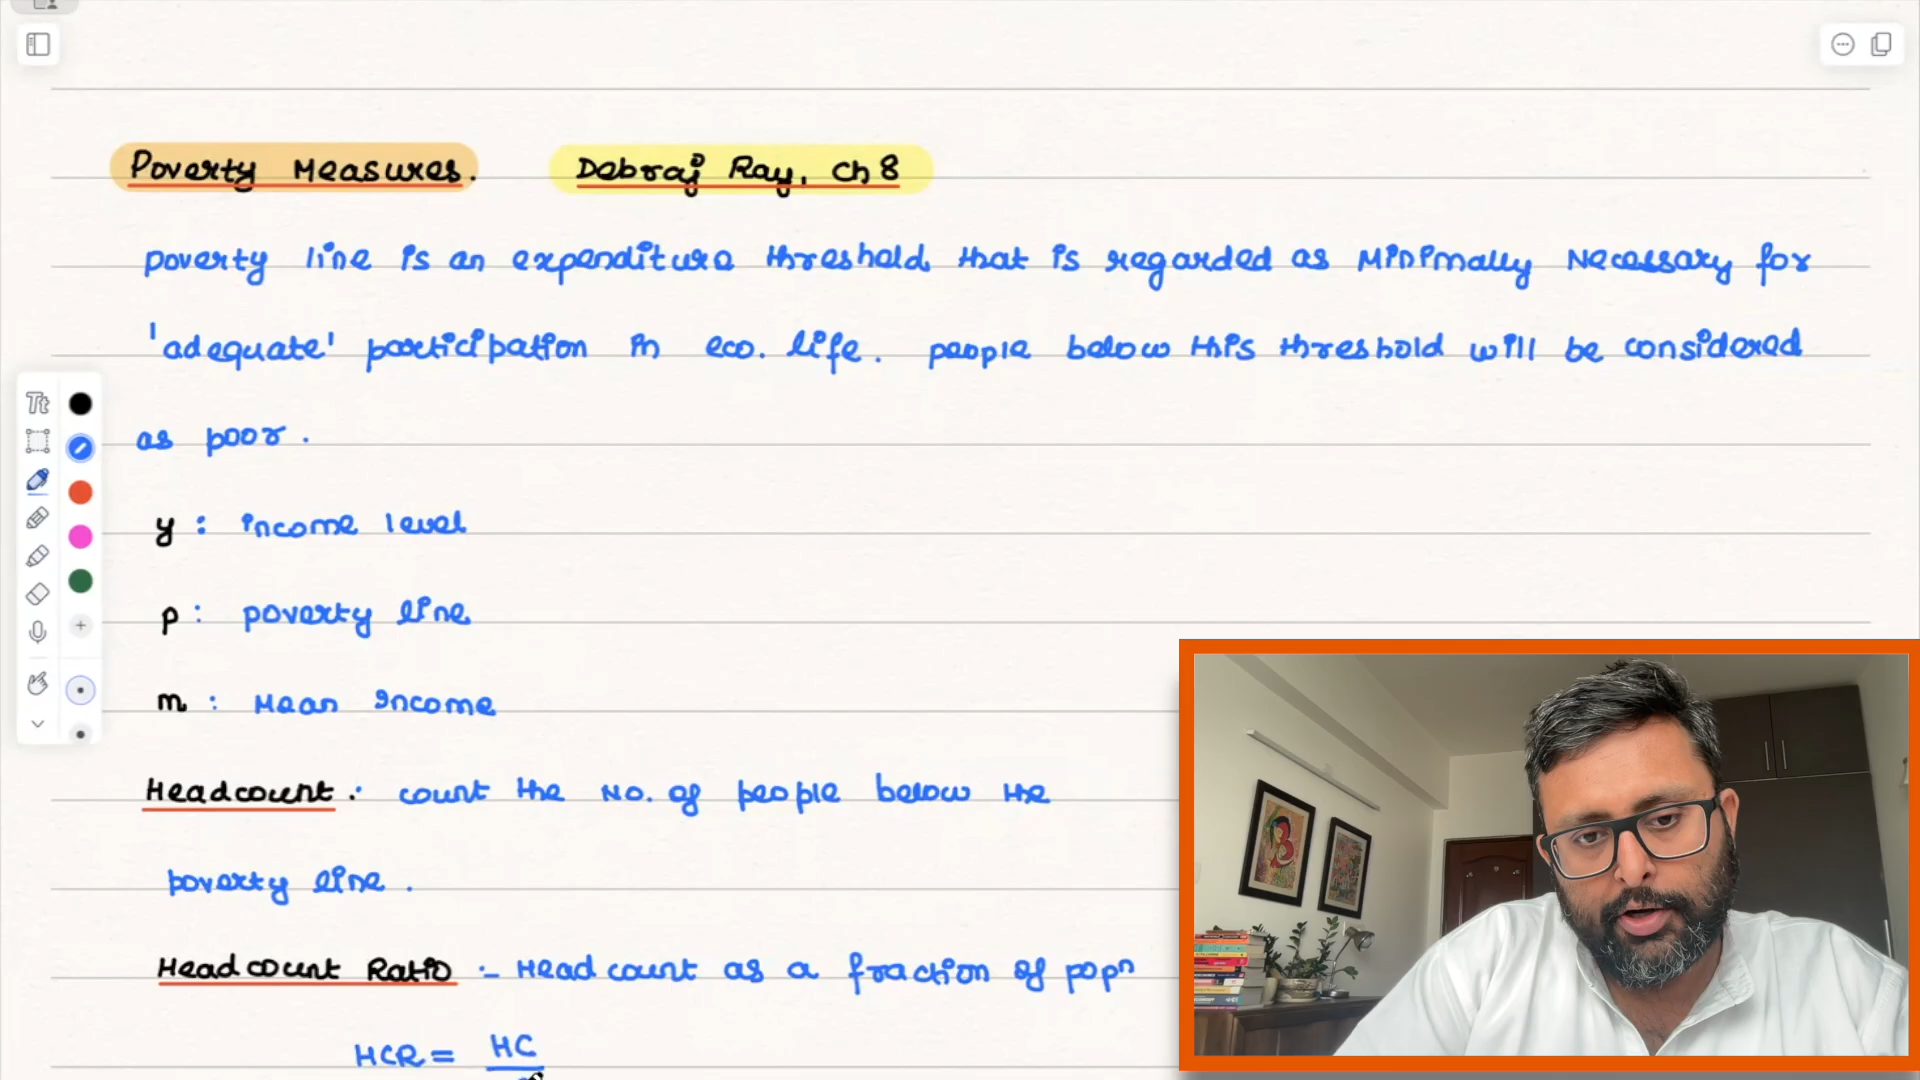 Poverty Measures. Debraj Ray, Ch 8
poverty line is an expenditure threshold that is regarded as minimally necessary for
'adequate' participation in eco. life. people below this threshold will be considered
as poor.
y : income level
p : poverty line
m : Mean Income
Headcount : count the No. of people below the
poverty line.
Headcount Ratio :- Head count as a fraction of popn
HCR = HC
Tt